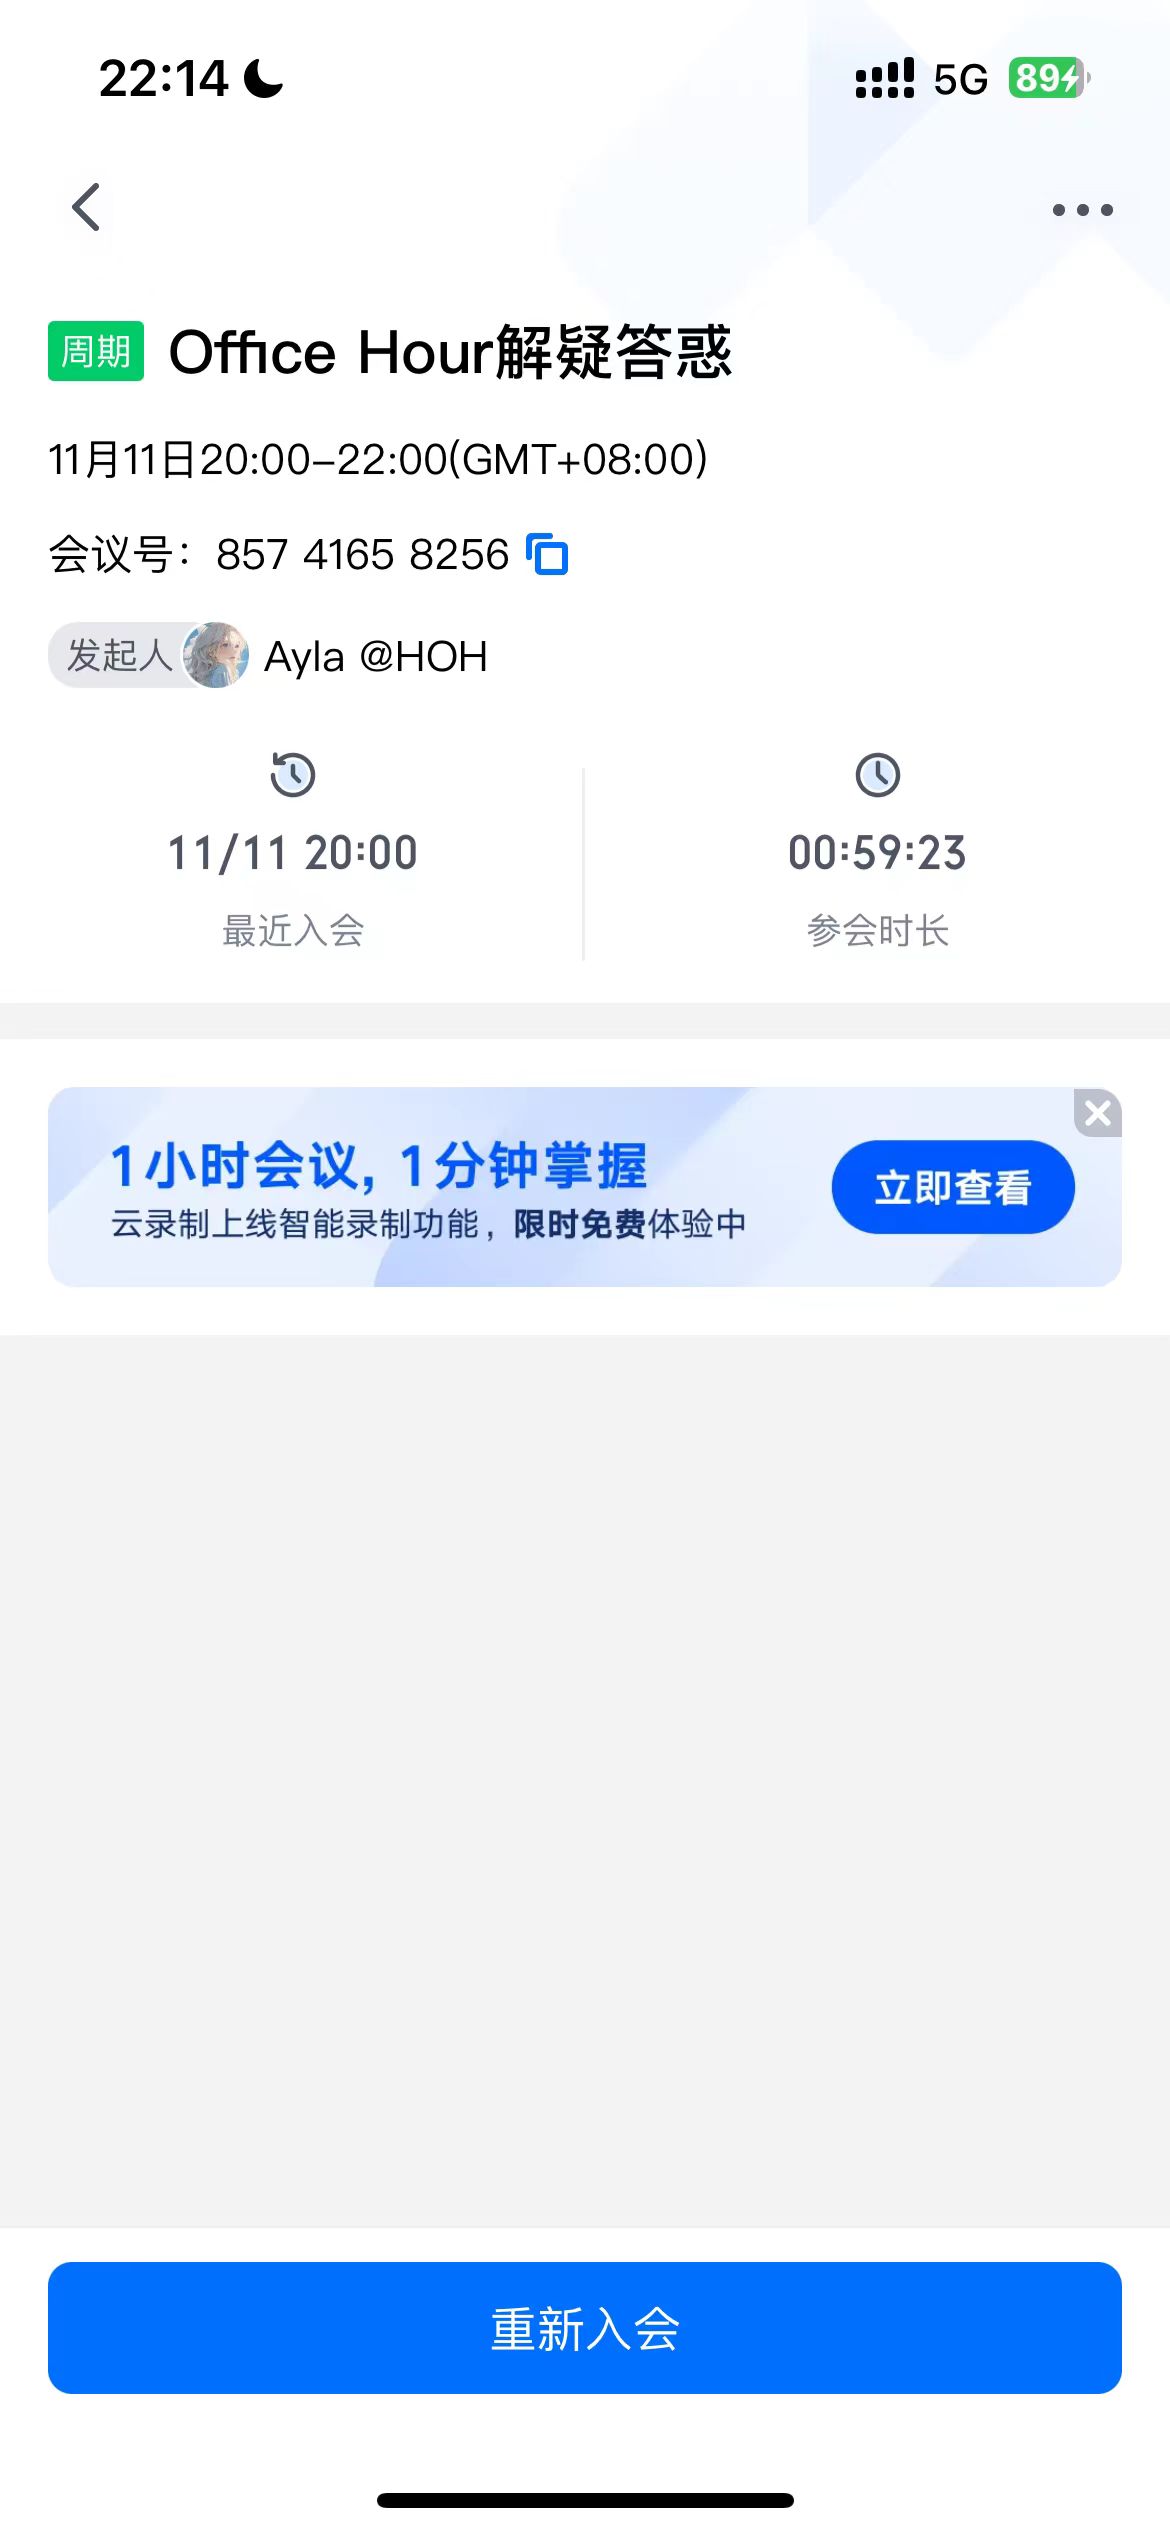 22:14
5G
89
周期
Office Hour解疑答惑
11月11日20:00-22:00(GMT+08:00)
会议号：857 4165 8256
发起人
Ayla @HOH
11/11 20:00
最近入会
00:59:23
参会时长
1小时会议，1分钟掌握
云录制上线智能录制功能，限时免费体验中
立即查看
重新入会